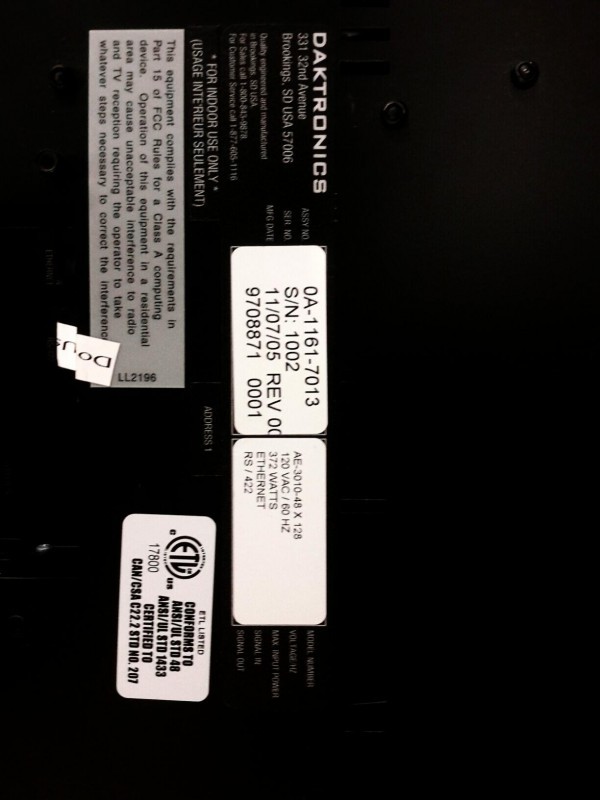 DAKTRONICS
331 32nd Avenue
Brookings, SD USA 57006
Quality engineered and manufactured
in Brookings, SD USA
For Sales call 1-800-843-9878
For Customer Service call 1-877-605-1116
* FOR INDOOR USE ONLY *
(USAGE INTERIEUR SEULEMENT)
This equipment complies with the requirements in
Part 15 of FCC Rules for a Class A computing
device. Operation of this equipment in a residential
area may cause unacceptable interference to radio
and TV reception requiring the operator to take
whatever steps necessary to correct the interferenc
LL2196
Dou
ETHERNET
ASSY NO.
SER. NO.
MFG DATE
0A-1161-7013
S/N: 1002
11/07/05 REV 00
9708871 0001
ADDRESS 1
AE-3010-48 X 128
120 VAC / 60 HZ
372 WATTS
ETHERNET
RS / 422
MODEL NUMBER
VOLTAGE/HZ
MAX. INPUT POWER
SIGNAL IN
SIGNAL OUT
ETL LISTED
CONFORMS TO
ANSI/UL STD 48
ANSI/UL STD 1433
CERTIFIED TO
CAN/CSA C22.2 STD NO. 207
c ETL us
17800